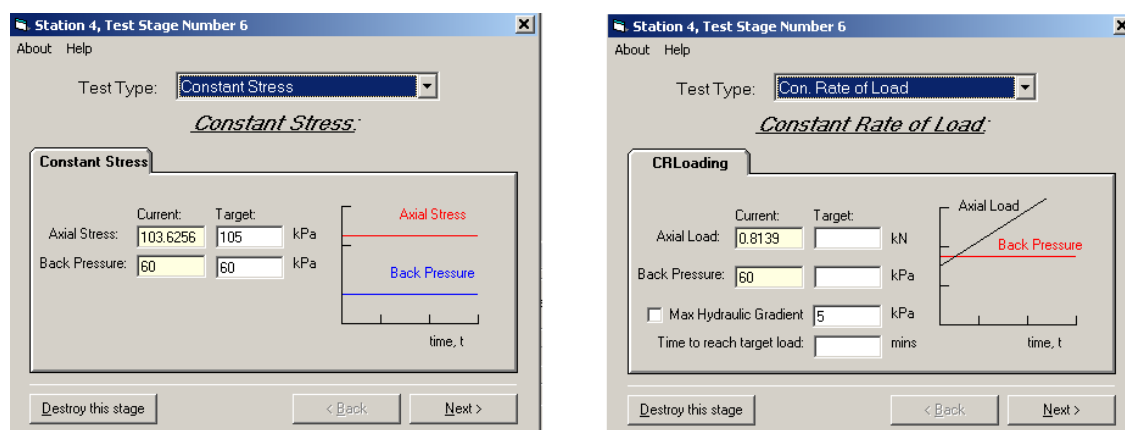 Station 4, Test Stage Number 6
About Help
Test Type: Constant Stress
Constant Stress:
Constant Stress
Current: Target:
Axial Stress: 103.6256 105 kPa
Back Pressure: 60 60 kPa
Axial Stress
Back Pressure
time, t
Destroy this stage < Back Next >
Station 4, Test Stage Number 6
About Help
Test Type: Con. Rate of Load
Constant Rate of Load:
CRLoading
Current: Target:
Axial Load: 0.8139 kN
Back Pressure: 60 kPa
Max Hydraulic Gradient 5 kPa
Time to reach target load: mins
Axial Load
Back Pressure
time, t
Destroy this stage < Back Next >